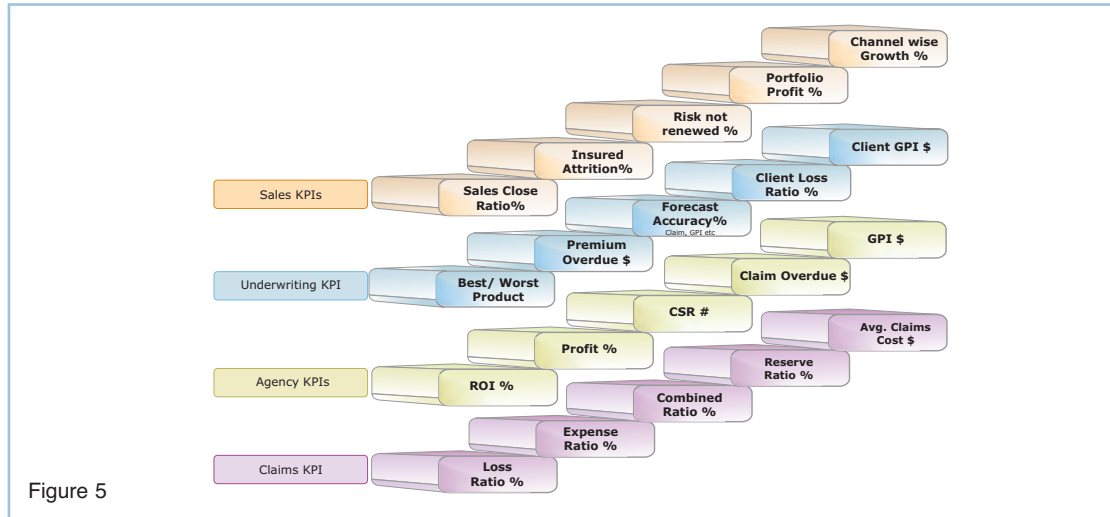 Channel wise
Growth %
Portfolio
Profit %
Risk not
renewed %
Insured
Attrition%
Sales KPIs
Sales Close
Ratio%
Client GPI $
Client Loss
Ratio %
Forecast
Accuracy%
Claim, GPI etc
Premium
Overdue $
Underwriting KPI
Best/ Worst
Product
GPI $
Claim Overdue $
CSR #
Profit %
Agency KPIs
ROI %
Avg. Claims
Cost $
Reserve
Ratio %
Combined
Ratio %
Expense
Ratio %
Claims KPI
Loss
Ratio %
Figure 5